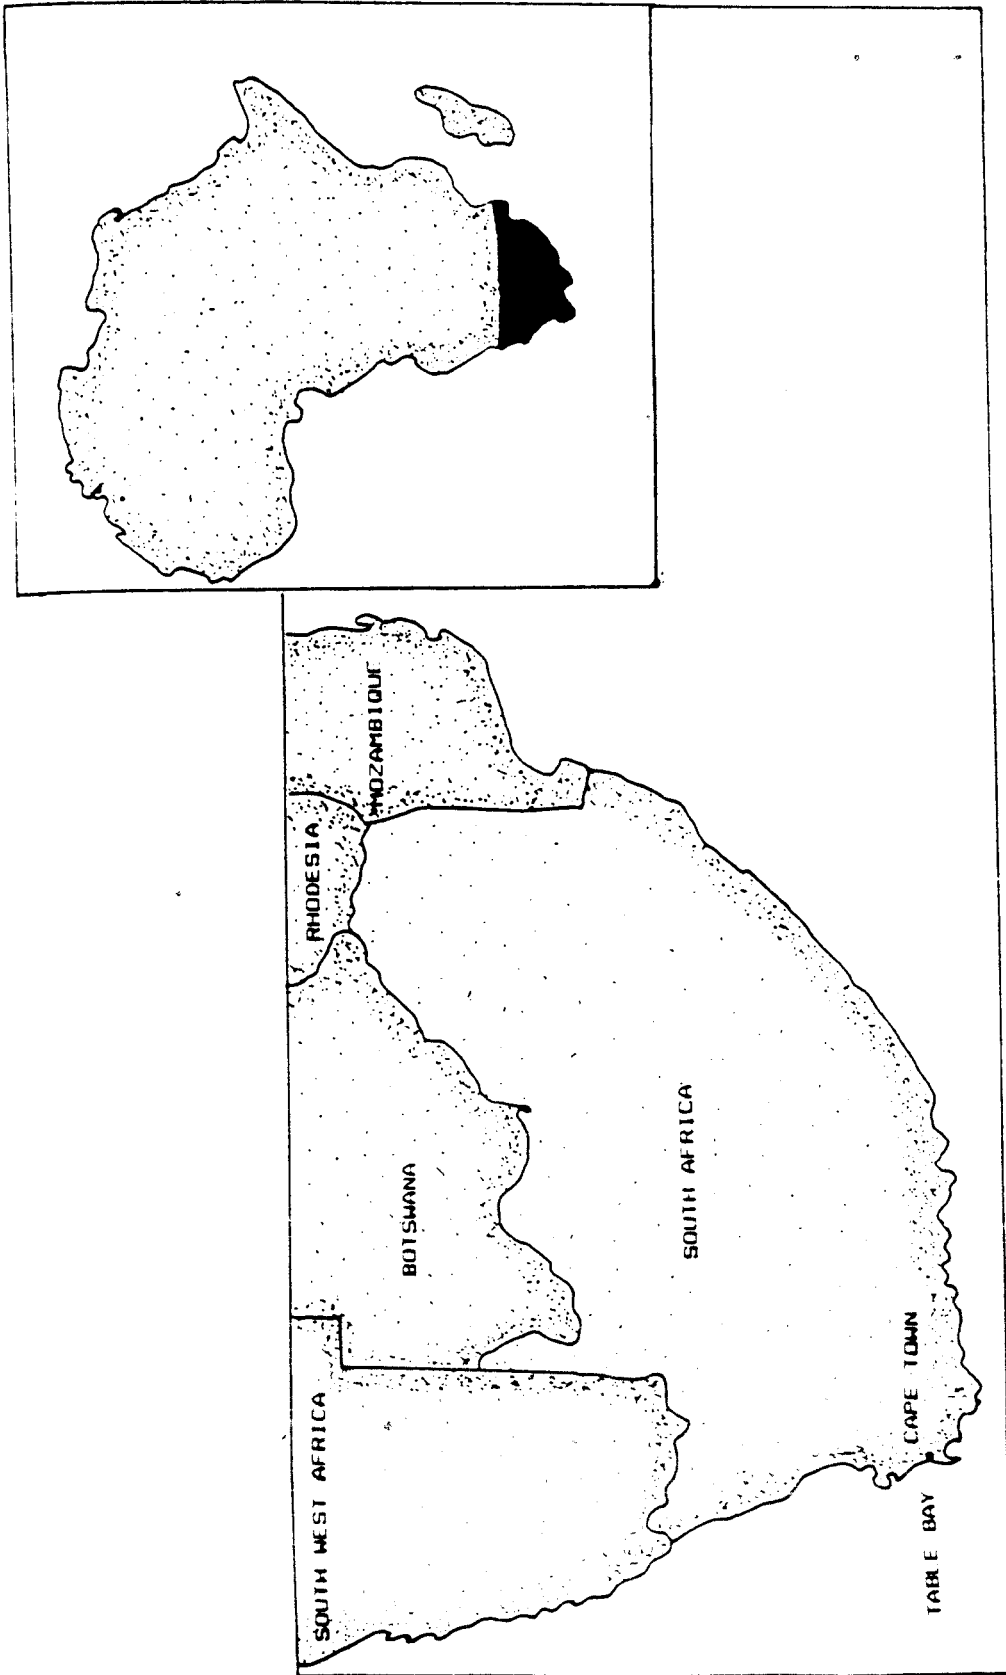 SOUTH WEST AFRICA
RHODESIA
MOZAMBIQUE
BOTSWANA
SOUTH AFRICA
CAPE TOWN
TABLE BAY